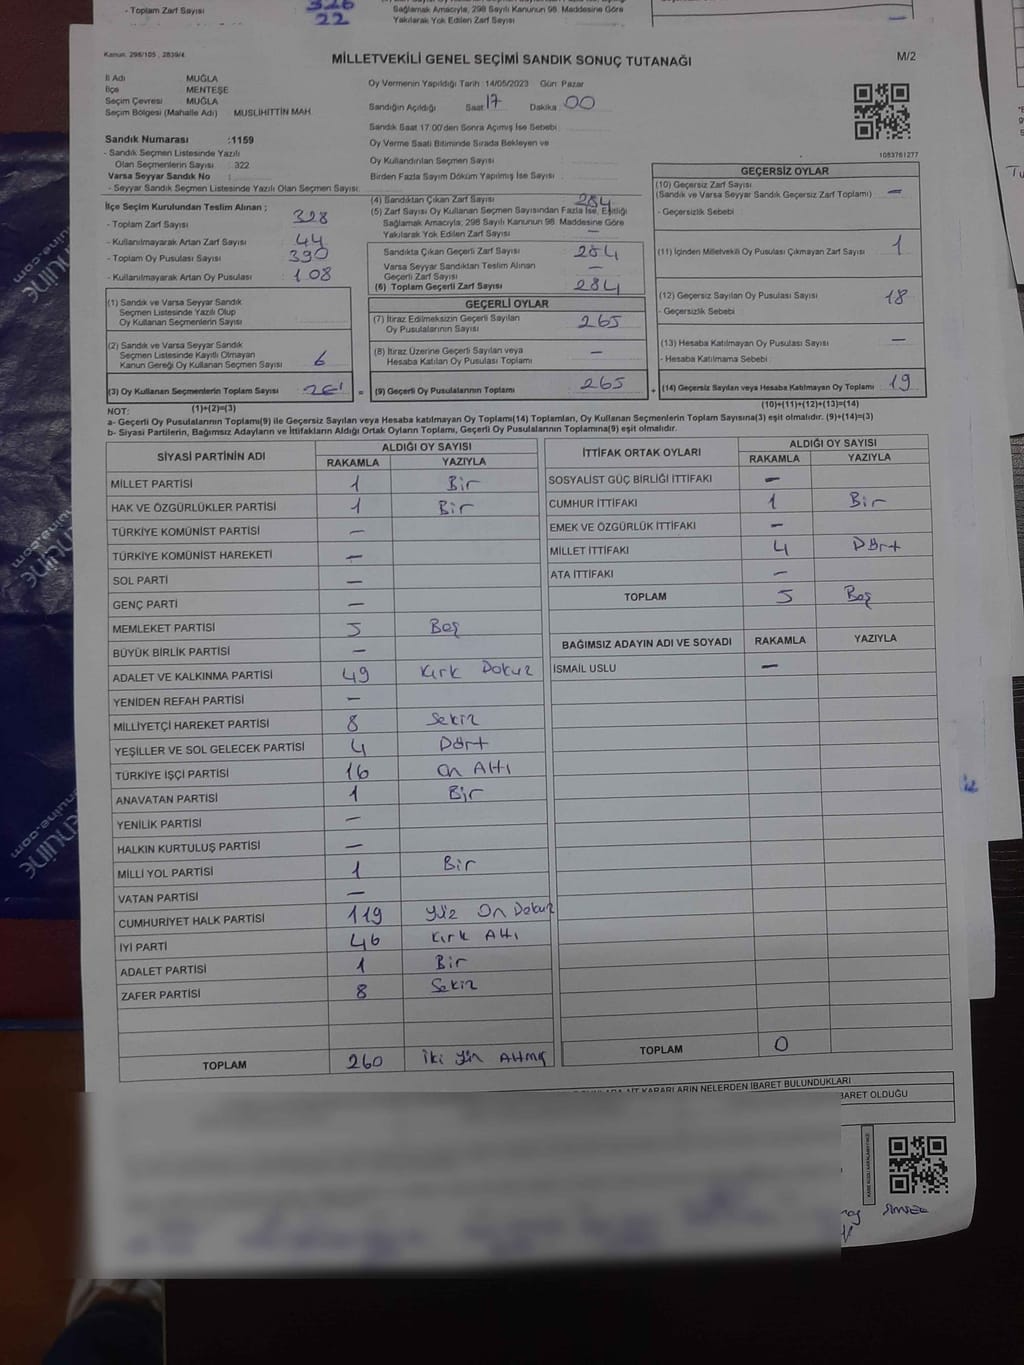 - Toplam Zarf Sayısı 326
22
Sağlamak Amacıyla, 298 Sayılı Kanunun 98. Maddesine Göre
Yakılarak Yok Edilen Zarf Sayısı
Kanun: 298/105 , 2839/4
MİLLETVEKİLİ GENEL SEÇİMİ SANDIK SONUÇ TUTANAĞI
M/2
İl Adı MUĞLA
İlçe MENTEŞE
Seçim Çevresi MUĞLA
Seçim Bölgesi (Mahalle Adı) MUSLİHİTTİN MAH.
Oy Vermenin Yapıldığı Tarih :14/05/2023 Gün: Pazar
Sandığın Açıldığı Saat 17 Dakika 00
Sandık Saat 17:00'den Sonra Açımış İse Sebebi
Oy Verme Saati Bitiminde Sırada Bekleyen ve
Oy Kullandırılan Seçmen Sayısı
Birden Fazla Sayım Döküm Yapılmış İse Sayısı
1083761277
Sandık Numarası :1159
- Sandık Seçmen Listesinde Yazılı
Olan Seçmenlerin Sayısı : 322
Varsa Seyyar Sandık No :
- Seyyar Sandık Seçmen Listesinde Yazılı Olan Seçmen Sayısı:
İlçe Seçim Kurulundan Teslim Alınan ;
- Toplam Zarf Sayısı : 328
- Kullanılmayarak Artan Zarf Sayısı : 44
- Toplam Oy Pusulası Sayısı : 390
- Kullanılmayarak Artan Oy Pusulası : 108
(1) Sandık ve Varsa Seyyar Sandık
Seçmen Listesinde Yazılı Olup
Oy Kullanan Seçmenlerin Sayısı
(2) Sandık ve Varsa Seyyar Sandık
Seçmen Listesinde Kayıtlı Olmayan
Kanun Gereği Oy Kullanan Seçmen Sayısı : 6
(3) Oy Kullanan Seçmenlerin Toplam Sayısı =
(4) Sandıktan Çıkan Zarf Sayısı 284
(5) Zarf Sayısı Oy Kullanan Seçmen Sayısından Fazla İse, Eşitliği
Sağlamak Amacıyla; 298 Sayılı Kanunun 98. Maddesine Göre
Yakılarak Yok Edilen Zarf Sayısı : —
Sandıkta Çıkan Geçerli Zarf Sayısı : 284
Varsa Seyyar Sandıktan Teslim Alınan
Geçerli Zarf Sayısı : —
(6) Toplam Geçerli Zarf Sayısı : 284
GEÇERLİ OYLAR
(7) İtiraz Edilmeksizin Geçerli Sayılan
Oy Pusulalarının Sayısı : 265
(8) İtiraz Üzerine Geçerli Sayılan veya
Hesaba Katılan Oy Pusulası Toplamı : —
(9) Geçerli Oy Pusulalarının Toplamı : 265 +
GEÇERSİZ OYLAR
(10) Geçersiz Zarf Sayısı
(Sandık ve Varsa Seyyar Sandık Geçersiz Zarf Toplamı) : —
- Geçersizlik Sebebi
(11) İçinden Milletvekili Oy Pusulası Çıkmayan Zarf Sayısı : 1
(12) Geçersiz Sayılan Oy Pusulası Sayısı : 18
- Geçersizlik Sebebi :
(13) Hesaba Katılmayan Oy Pusulası Sayısı : —
- Hesaba Katılmama Sebebi
(14) Geçersiz Sayılan veya Hesaba Katılmayan Oy Toplamı : 19
NOT: (1)+(2)=(3)
(10)+(11)+(12)+(13)=(14)
a- Geçerli Oy Pusulalarının Toplamı(9) ile Geçersiz Sayılan veya Hesaba katılmayan Oy Toplamı(14) Toplamları, Oy Kullanan Seçmenlerin Toplam Sayısına(3) eşit olmalıdır. (9)+(14)=(3)
b- Siyasi Partilerin, Bağımsız Adayların ve İttifakların Aldığı Ortak Oyların Toplamı, Geçerli Oy Pusulalarının Toplamına(9) eşit olmalıdır.
SİYASİ PARTİNİN ADI ALDIĞI OY SAYISI
RAKAMLA YAZIYLA
MİLLET PARTİSİ 1 Bir
HAK VE ÖZGÜRLÜKLER PARTİSİ 1 Bir
TÜRKİYE KOMÜNİST PARTİSİ —
TÜRKİYE KOMÜNİST HAREKETİ —
SOL PARTİ —
GENÇ PARTİ —
MEMLEKET PARTİSİ 5 Beş
BÜYÜK BİRLİK PARTİSİ —
ADALET VE KALKINMA PARTİSİ 49 Kırk Dokuz
YENİDEN REFAH PARTİSİ —
MİLLİYETÇİ HAREKET PARTİSİ 8 Sekiz
YEŞİLLER VE SOL GELECEK PARTİSİ 4 Dört
TÜRKİYE İŞÇİ PARTİSİ 16 On Altı
ANAVATAN PARTİSİ 1 Bir
YENİLİK PARTİSİ —
HALKIN KURTULUŞ PARTİSİ —
MİLLİ YOL PARTİSİ 1 Bir
VATAN PARTİSİ —
CUMHURİYET HALK PARTİSİ 119 Yüz On Dokuz
İYİ PARTİ 46 Kırk Altı
ADALET PARTİSİ 1 Bir
ZAFER PARTİSİ 8 Sekiz
TOPLAM 260 İki Yüz Altmış
İTTİFAK ORTAK OYLARI ALDIĞI OY SAYISI
RAKAMLA YAZIYLA
SOSYALİST GÜÇ BİRLİĞİ İTTİFAKI —
CUMHUR İTTİFAKI 1 Bir
EMEK VE ÖZGÜRLÜK İTTİFAKI —
MİLLET İTTİFAKI 4 Dört
ATA İTTİFAKI —
TOPLAM 5 Beş
BAĞIMSIZ ADAYIN ADI VE SOYADI RAKAMLA YAZIYLA
İSMAİL USLU —
TOPLAM 0
KARARLARIN NELERDEN İBARET BULUNDUKLARI
BARET OLDUĞU